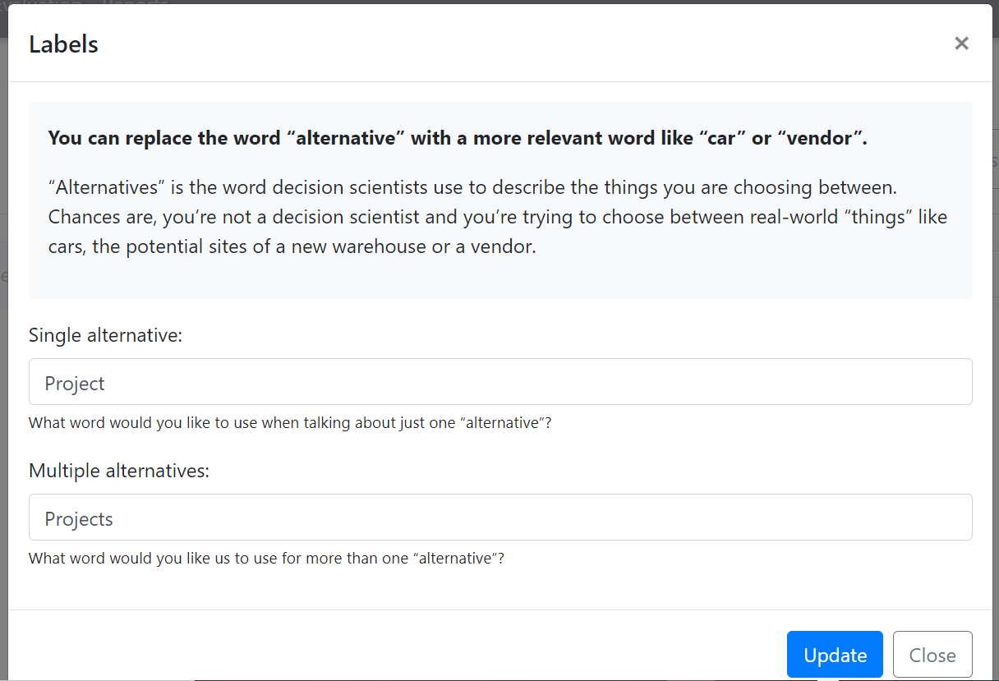 Labels
×
You can replace the word “alternative” with a more relevant word like “car” or “vendor”.
“Alternatives” is the word decision scientists use to describe the things you are choosing between.
Chances are, you’re not a decision scientist and you’re trying to choose between real-world “things” like
cars, the potential sites of a new warehouse or a vendor.
Single alternative:
Project
What word would you like to use when talking about just one “alternative”?
Multiple alternatives:
Projects
What word would you like us to use for more than one “alternative”?
Update Close